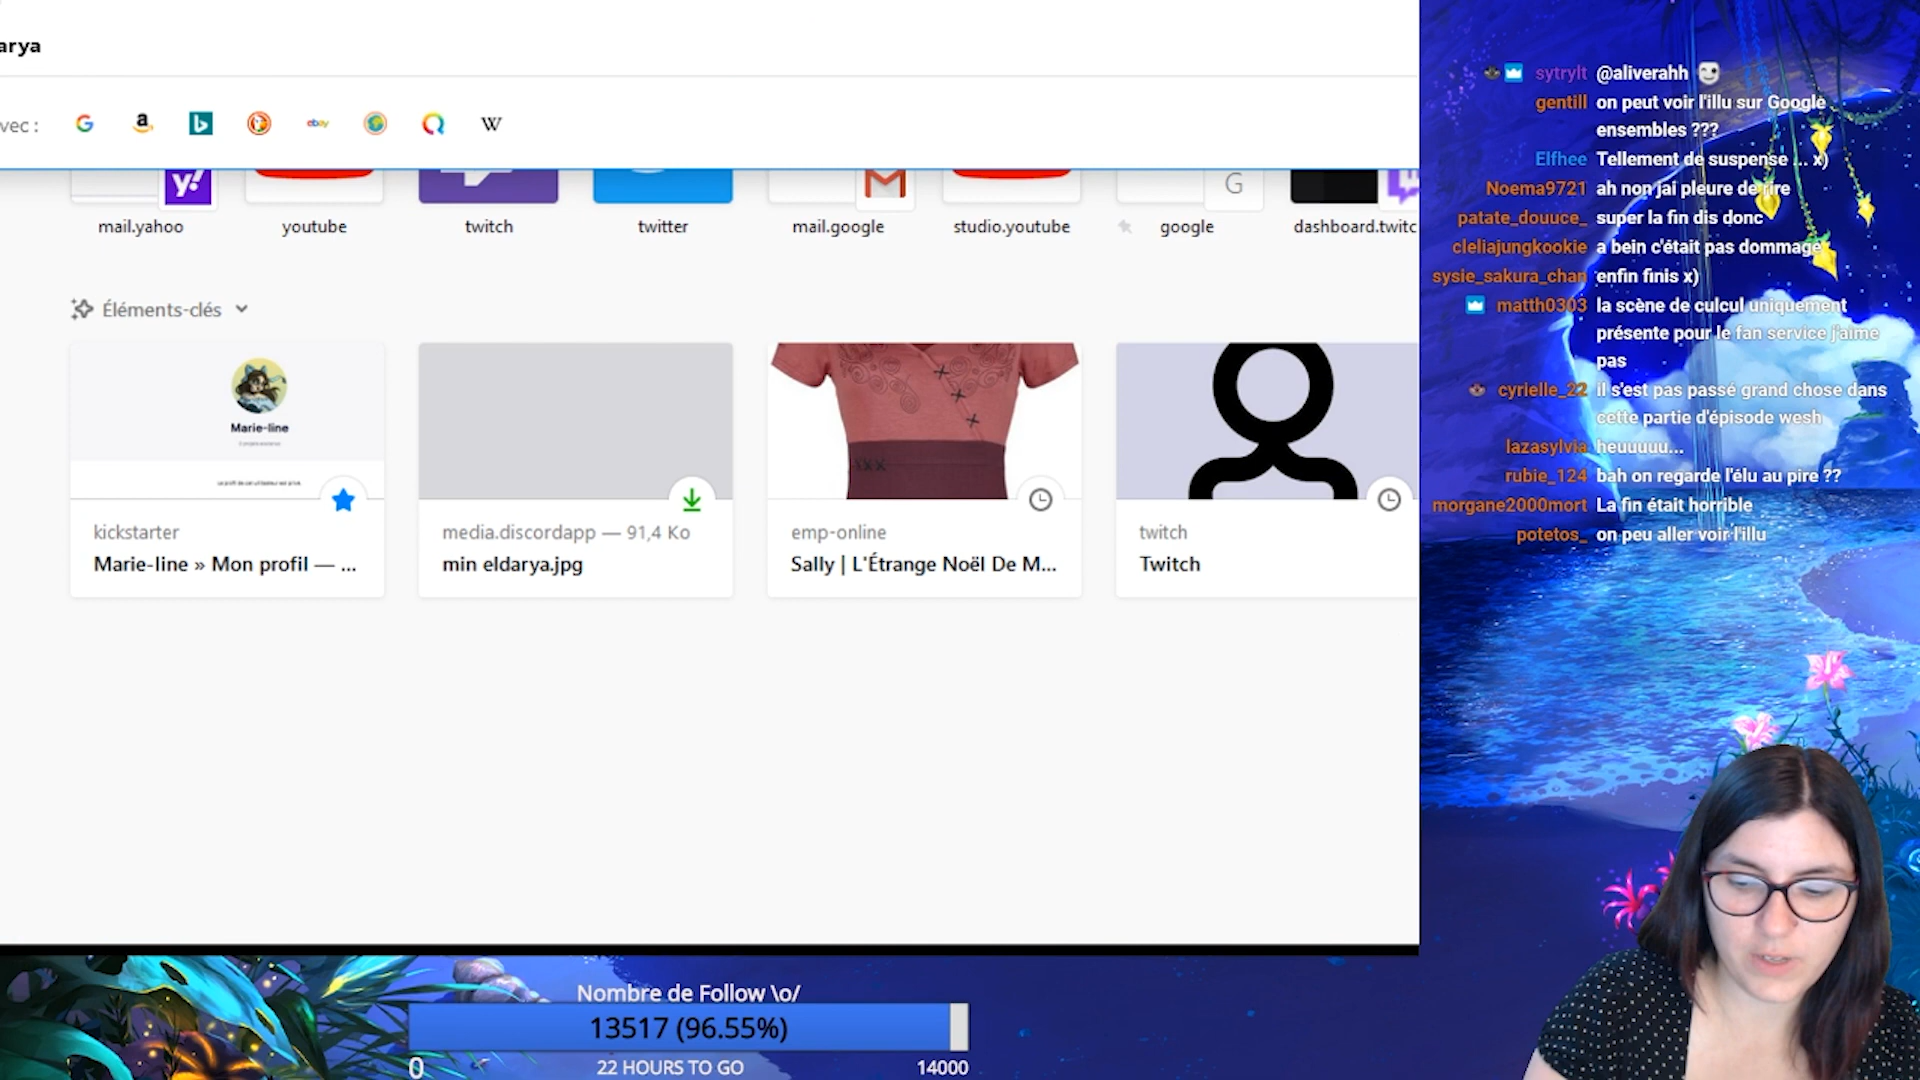 arya
vec :
G
a
b
ebay
W
y!
M
G
mail.yahoo
youtube
twitch
twitter
mail.google
studio.youtube
google
dashboard.twitc
Éléments-clés
Marie-line
kickstarter
Marie-line » Mon profil — ...
media.discordapp — 91,4 Ko
min eldarya.jpg
emp-online
Sally | L'Étrange Noël De M...
twitch
Twitch
sytrylt @aliverahh
gentill on peut voir l'illu sur Google
ensembles ???
Elfhee Tellement de suspense ... x)
Noema9721 ah non jai pleure de rire
patate_douuce_ super la fin dis donc
cleliajungkookie a bein c'était pas dommage
sysie_sakura_chan enfin finis x)
matth0303 la scène de culcul uniquement
présente pour le fan service j'aime
pas
cyrielle_22 il s'est pas passé grand chose dans
cette partie d'épisode wesh
lazasylvia heuuuuu...
rubie_124 bah on regarde l'élu au pire ??
morgane2000mort La fin était horrible
potetos_ on peu aller voir l'illu
Nombre de Follow \o/
13517 (96.55%)
0 22 HOURS TO GO 14000